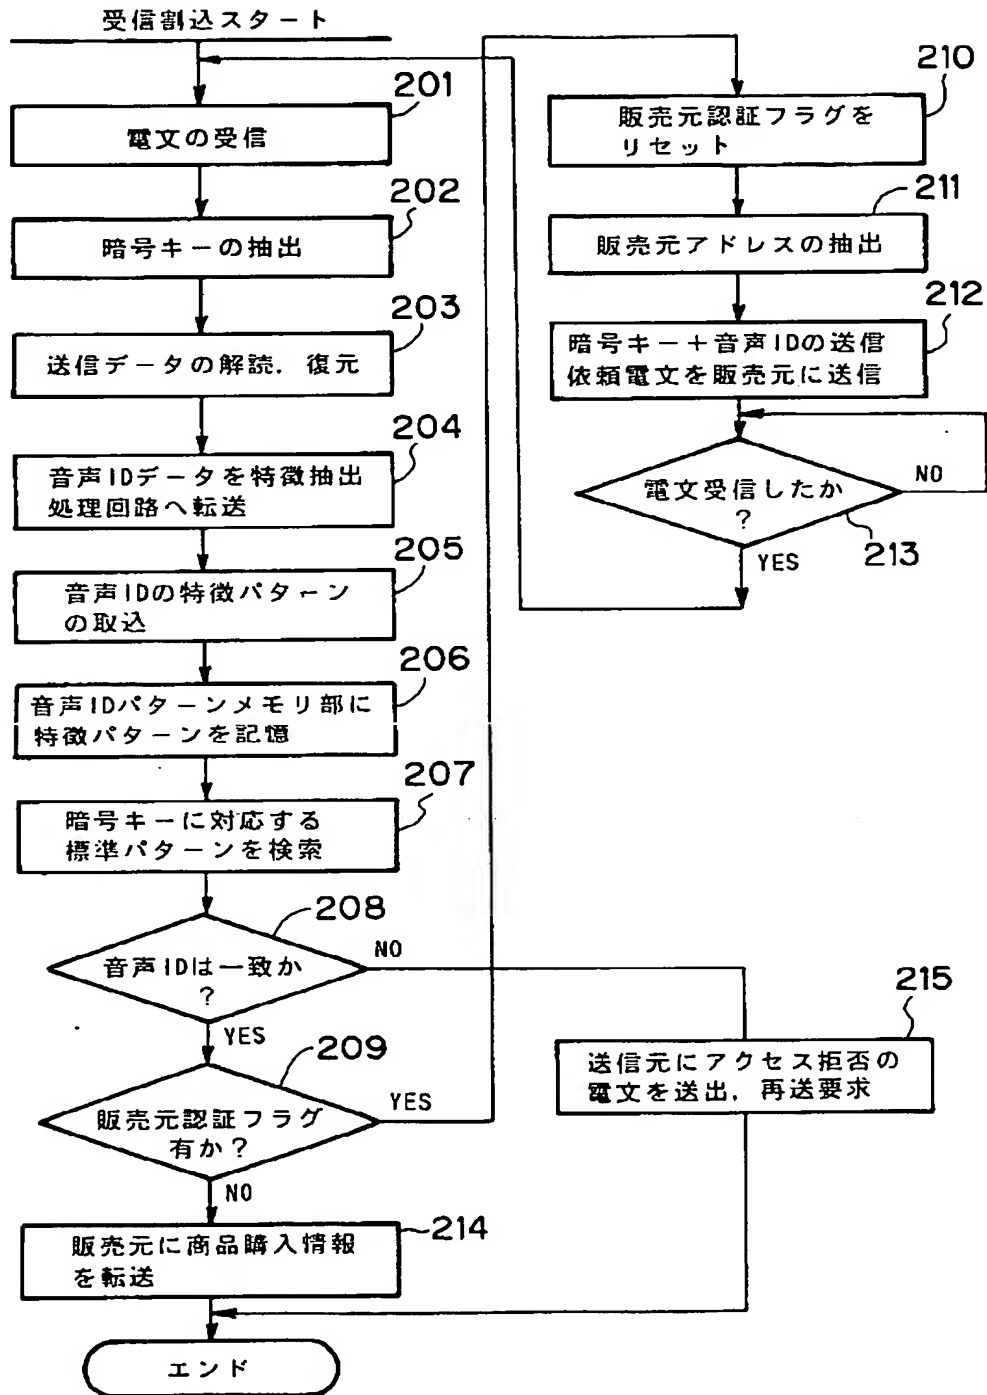 受信割込スタート
201
電文の受信
202
暗号キーの抽出
203
送信データの解読．復元
204
音声IDデータを特徴抽出
処理回路へ転送
205
音声IDの特徴パターン
の取込
206
音声IDパターンメモリ部に
特徴パターンを記憶
207
暗号キーに対応する
標準パターンを検索
208
音声IDは一致か
?
NO
YES
209
販売元認証フラグ
有か?
YES
NO
214
販売元に商品購入情報
を転送
エンド
210
販売元認証フラグを
リセット
211
販売元アドレスの抽出
212
暗号キー＋音声IDの送信
依頼電文を販売元に送信
電文受信したか
?
NO
213
YES
215
送信元にアクセス拒否の
電文を送出．再送要求